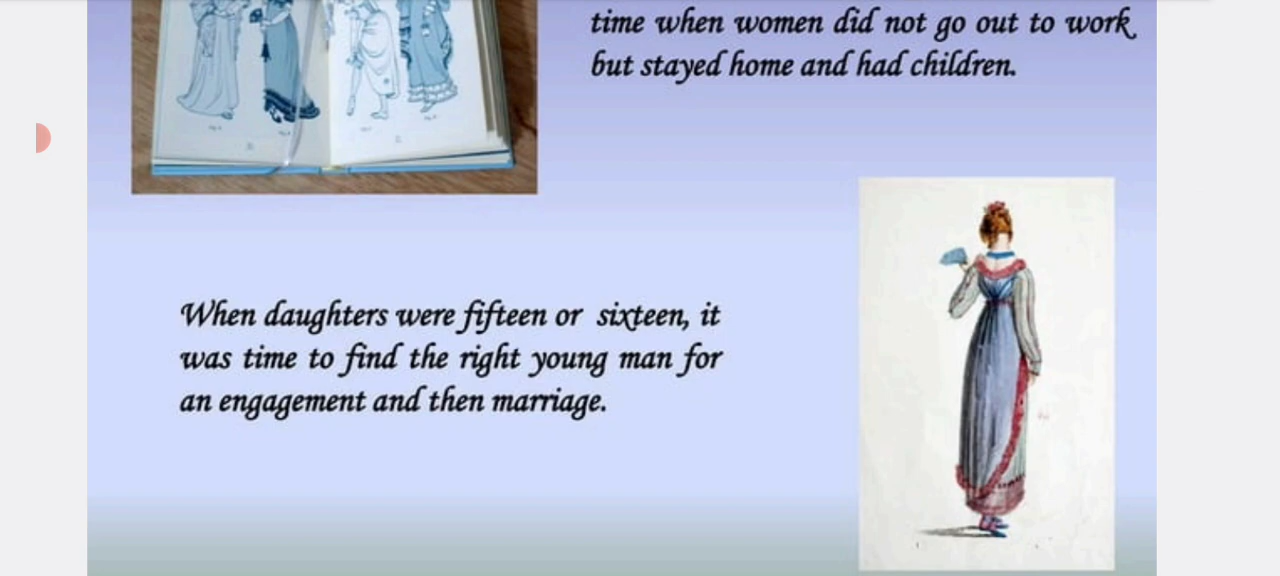 time when women did not go out to work,
but stayed home and had children.
When daughters were fifteen or sixteen, it
was time to find the right young man for
an engagement and then marriage.